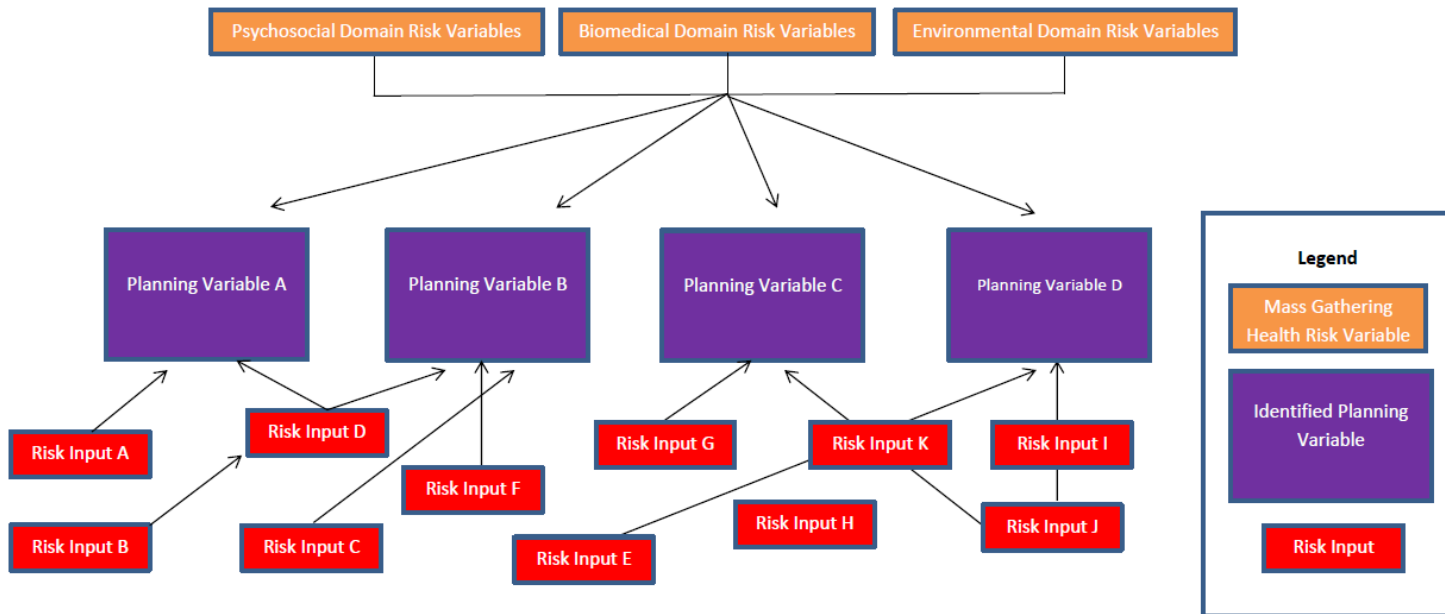 Psychosocial Domain Risk Variables
Biomedical Domain Risk Variables
Environmental Domain Risk Variables
Planning Variable A
Planning Variable B
Planning Variable C
Planning Variable D
Risk Input A
Risk Input D
Risk Input G
Risk Input K
Risk Input I
Risk Input F
Risk Input B
Risk Input C
Risk Input E
Risk Input H
Risk Input J
Legend
Mass Gathering
Health Risk Variable
Identified Planning
Variable
Risk Input